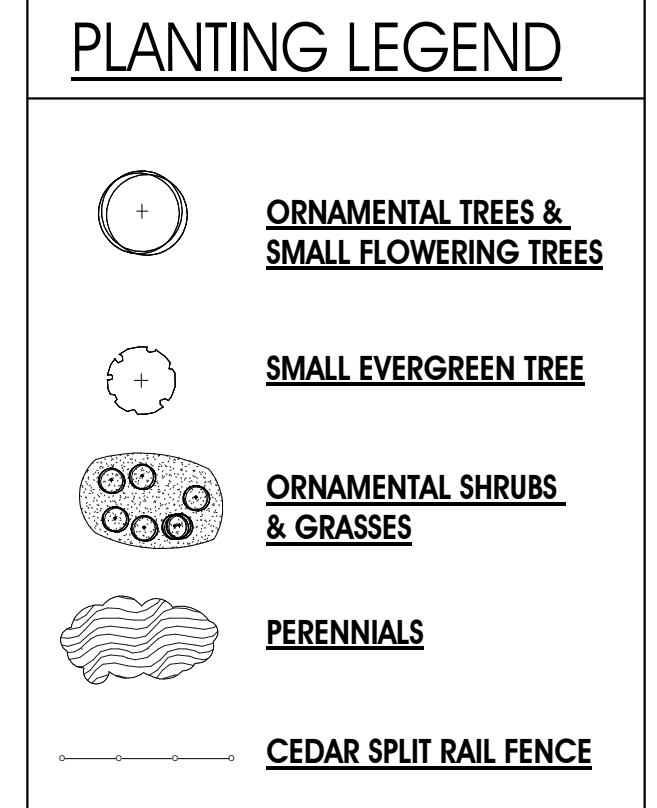 PLANTING LEGEND
ORNAMENTAL TREES &
SMALL FLOWERING TREES
SMALL EVERGREEN TREE
ORNAMENTAL SHRUBS
& GRASSES
PERENNIALS
CEDAR SPLIT RAIL FENCE